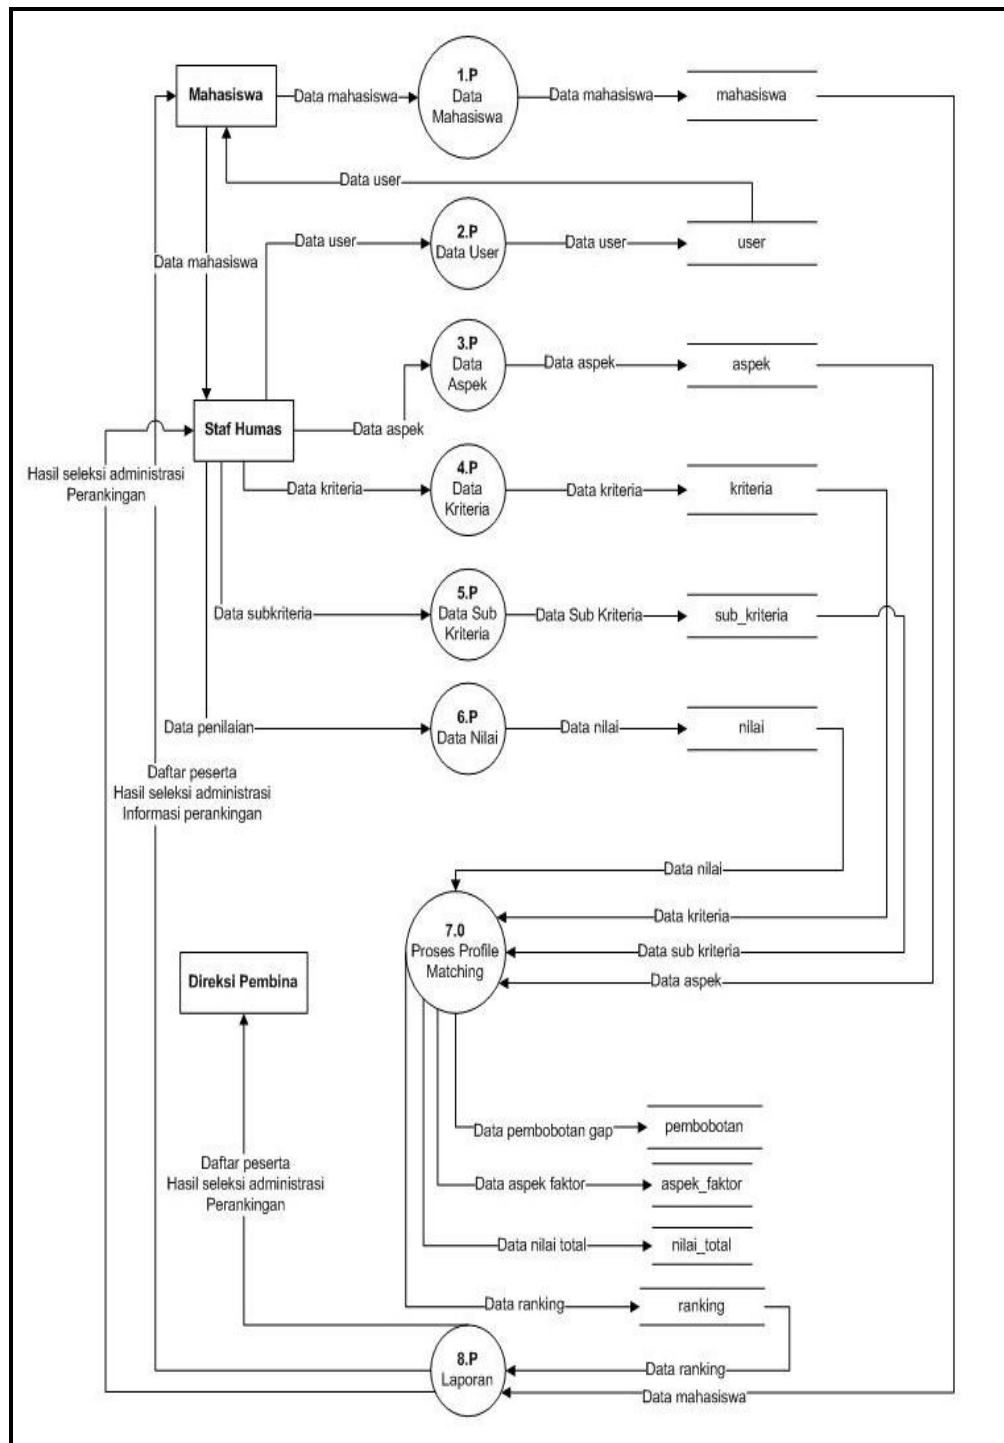 1.P
Data
Mahasiswa
Mahasiswa
Data mahasiswa
Data mahasiswa
mahasiswa
Data user
2.P
Data User
Data user
Data user
user
Data mahasiswa
3.P
Data
Aspek
Data aspek
aspek
Staf Humas
Data aspek
Hasil seleksi administrasi
Perankingan
4.P
Data
Kriteria
Data kriteria
Data kriteria
kriteria
5.P
Data Sub
Kriteria
Data subkriteria
Data Sub Kriteria
sub_kriteria
6.P
Data Nilai
Data penilaian
Data nilai
nilai
Daftar peserta
Hasil seleksi administrasi
Informasi perankingan
Data nilai
7.0
Proses Profile
Matching
Data kriteria
Data sub kriteria
Data aspek
Direksi Pembina
Data pembobotan gap
pembobotan
Daftar peserta
Hasil seleksi administrasi
Perankingan
Data aspek faktor
aspek_faktor
Data nilai total
nilai_total
Data ranking
ranking
8.P
Laporan
Data ranking
Data mahasiswa